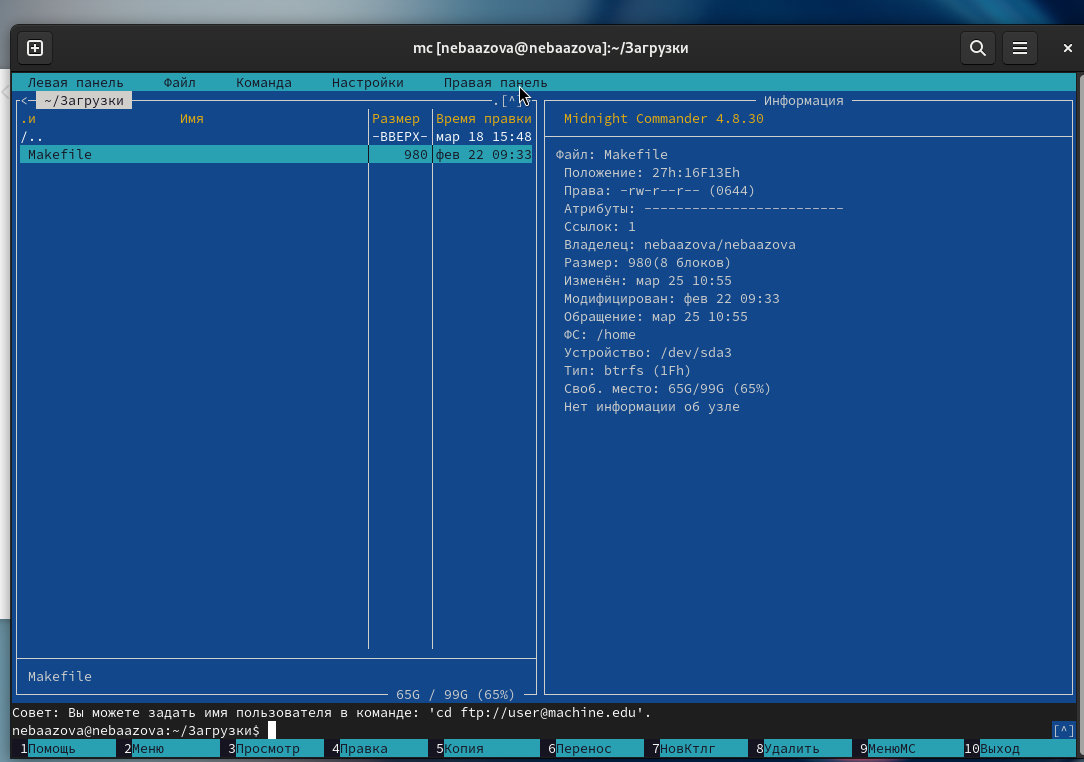 mc [nebaazova@nebaazova]:~/Загрузки
Левая панель Файл Команда Настройки Правая панель
<─ ~/Загрузки .[^]
.и Имя Размер Время правки
/.. -ВВЕРХ- мар 18 15:48
Makefile 980 фев 22 09:33
Makefile
65G / 99G (65%)
Информация
Midnight Commander 4.8.30
Файл: Makefile
Положение: 27h:16F13Eh
Права: -rw-r--r-- (0644)
Атрибуты: -------------------------
Ссылок: 1
Владелец: nebaazova/nebaazova
Размер: 980(8 блоков)
Изменён: мар 25 10:55
Модифицирован: фев 22 09:33
Обращение: мар 25 10:55
ФС: /home
Устройство: /dev/sda3
Тип: btrfs (1Fh)
Своб. место: 65G/99G (65%)
Нет информации об узле
Совет: Вы можете задать имя пользователя в команде: 'cd ftp://user@machine.edu'.
nebaazova@nebaazova:~/Загрузки$ [^]
1Помощь 2Меню 3Просмотр 4Правка 5Копия 6Перенос 7НовКтлг 8Удалить 9МенюМС 10Выход